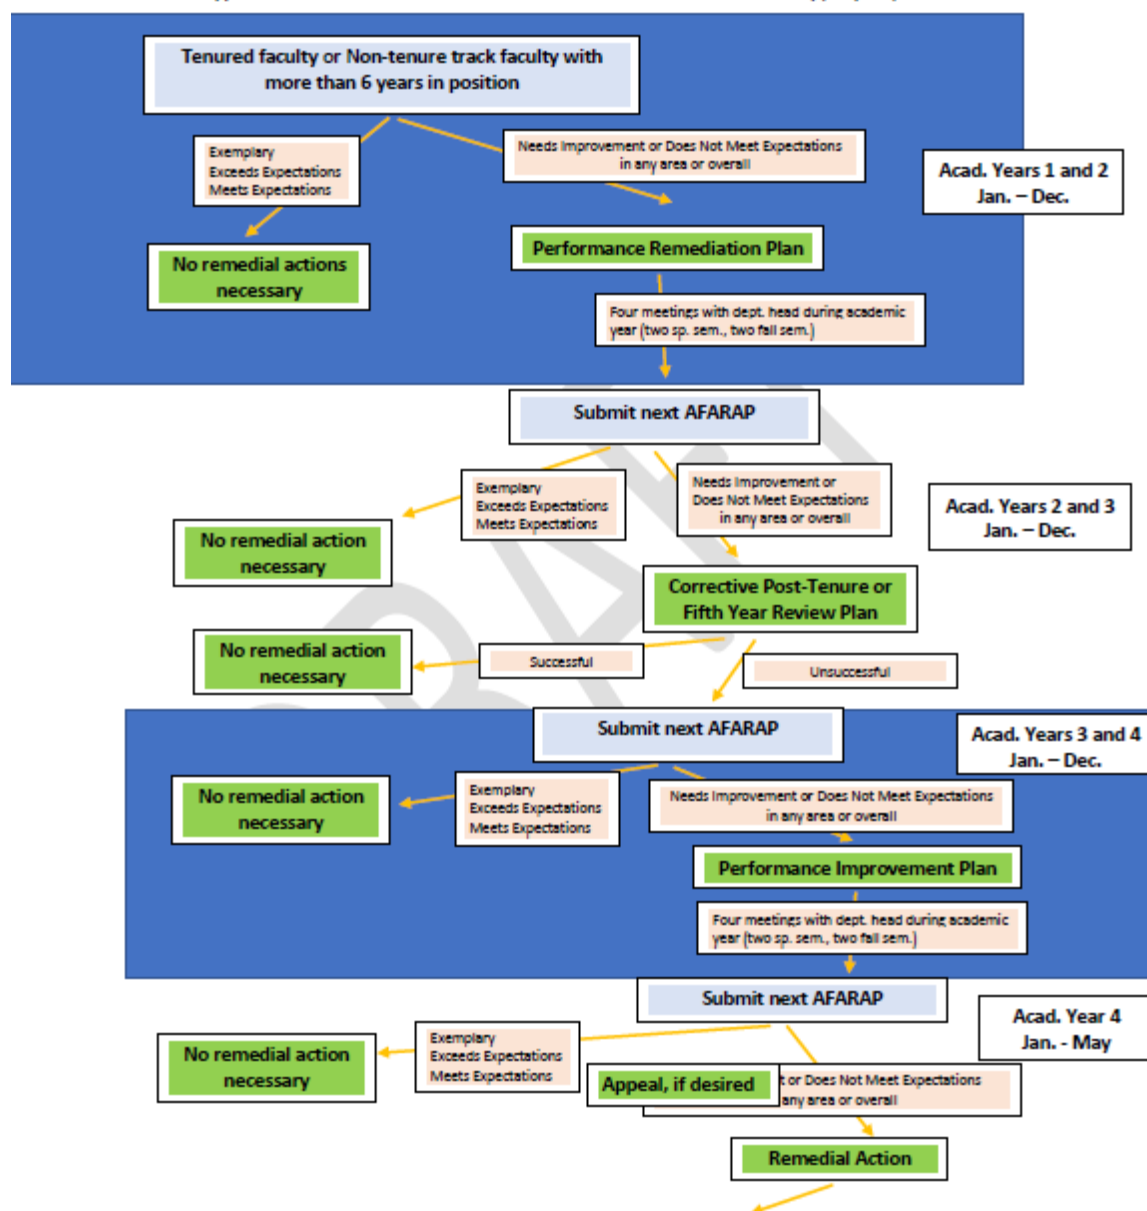 Tenured faculty or Non-tenure track faculty with
more than 6 years in position
Exemplary
Exceeds Expectations
Meets Expectations
Needs Improvement or Does Not Meet Expectations
in any area or overall
Acad. Years 1 and 2
Jan. – Dec.
No remedial actions
necessary
Performance Remediation Plan
Four meetings with dept. head during academic
year (two sp. sem., two fall sem.)
Submit next AFARAP
Exemplary
Exceeds Expectations
Meets Expectations
Needs Improvement or
Does Not Meet Expectations
in any area or overall
Acad. Years 2 and 3
Jan. – Dec.
No remedial action
necessary
Corrective Post-Tenure or
Fifth Year Review Plan
No remedial action
necessary
Successful
Unsuccessful
Submit next AFARAP
Acad. Years 3 and 4
Jan. – Dec.
No remedial action
necessary
Exemplary
Exceeds Expectations
Meets Expectations
Needs Improvement or Does Not Meet Expectations
in any area or overall
Performance Improvement Plan
Four meetings with dept. head during academic
year (two sp. sem., two fall sem.)
Submit next AFARAP
Acad. Year 4
Jan. - May
No remedial action
necessary
Exemplary
Exceeds Expectations
Meets Expectations
Appeal, if desired
or Does Not Meet Expectations
any area or overall
Remedial Action
DRAFT